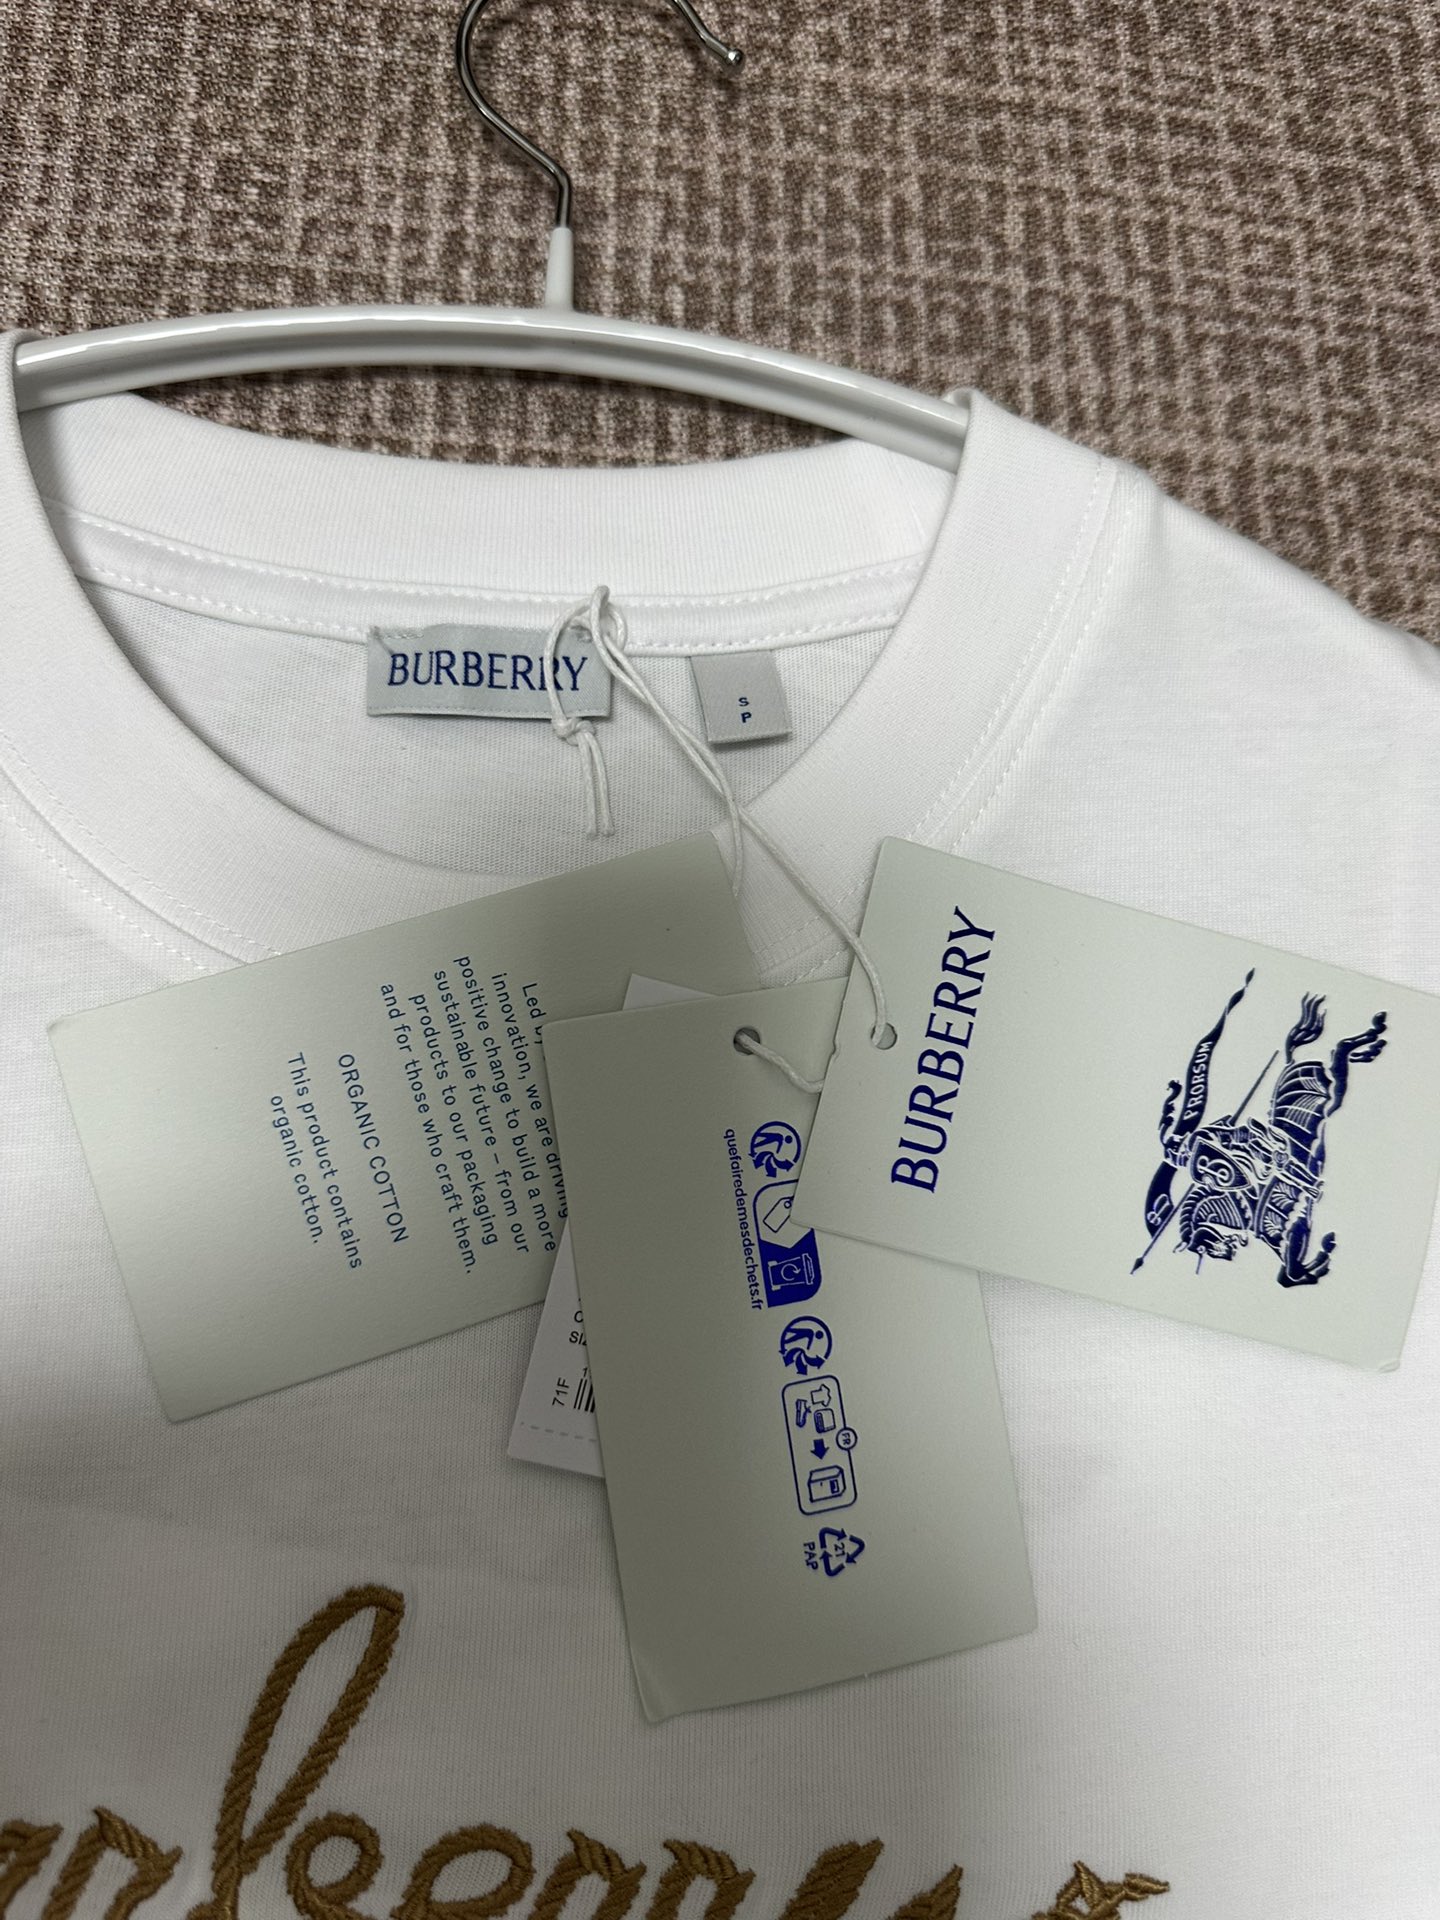 BURBERRY
S
P
Led
innovation, we are driving
positive change to build a more
sustainable future – from our
products to our packaging
and for those who craft them.
ORGANIC COTTON
This product contains
organic cotton.
71F
quefairedemesdechets.fr
FR
21
PAP
BURBERRY
PRORSUM